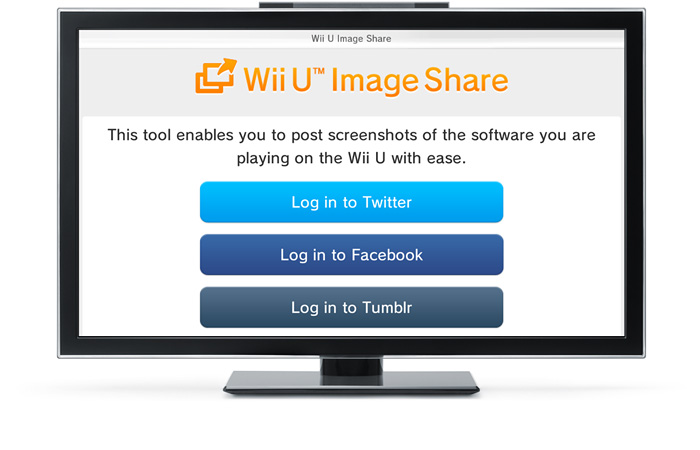 Wii U Image Share
Wii U™ Image Share
This tool enables you to post screenshots of the software you are
playing on the Wii U with ease.
Log in to Twitter
Log in to Facebook
Log in to Tumblr